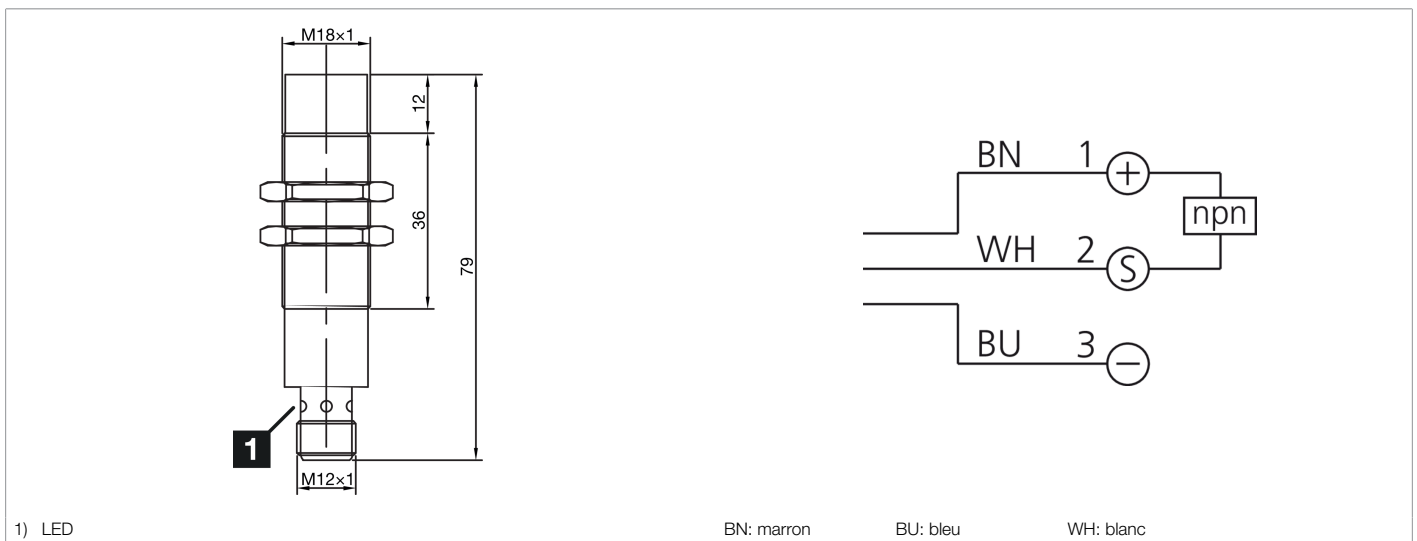 M18×1
12
36
79
1
M12×1
BN 1 +
npn
WH 2 S
BU 3 −
1) LED
BN: marron BU: bleu WH: blanc